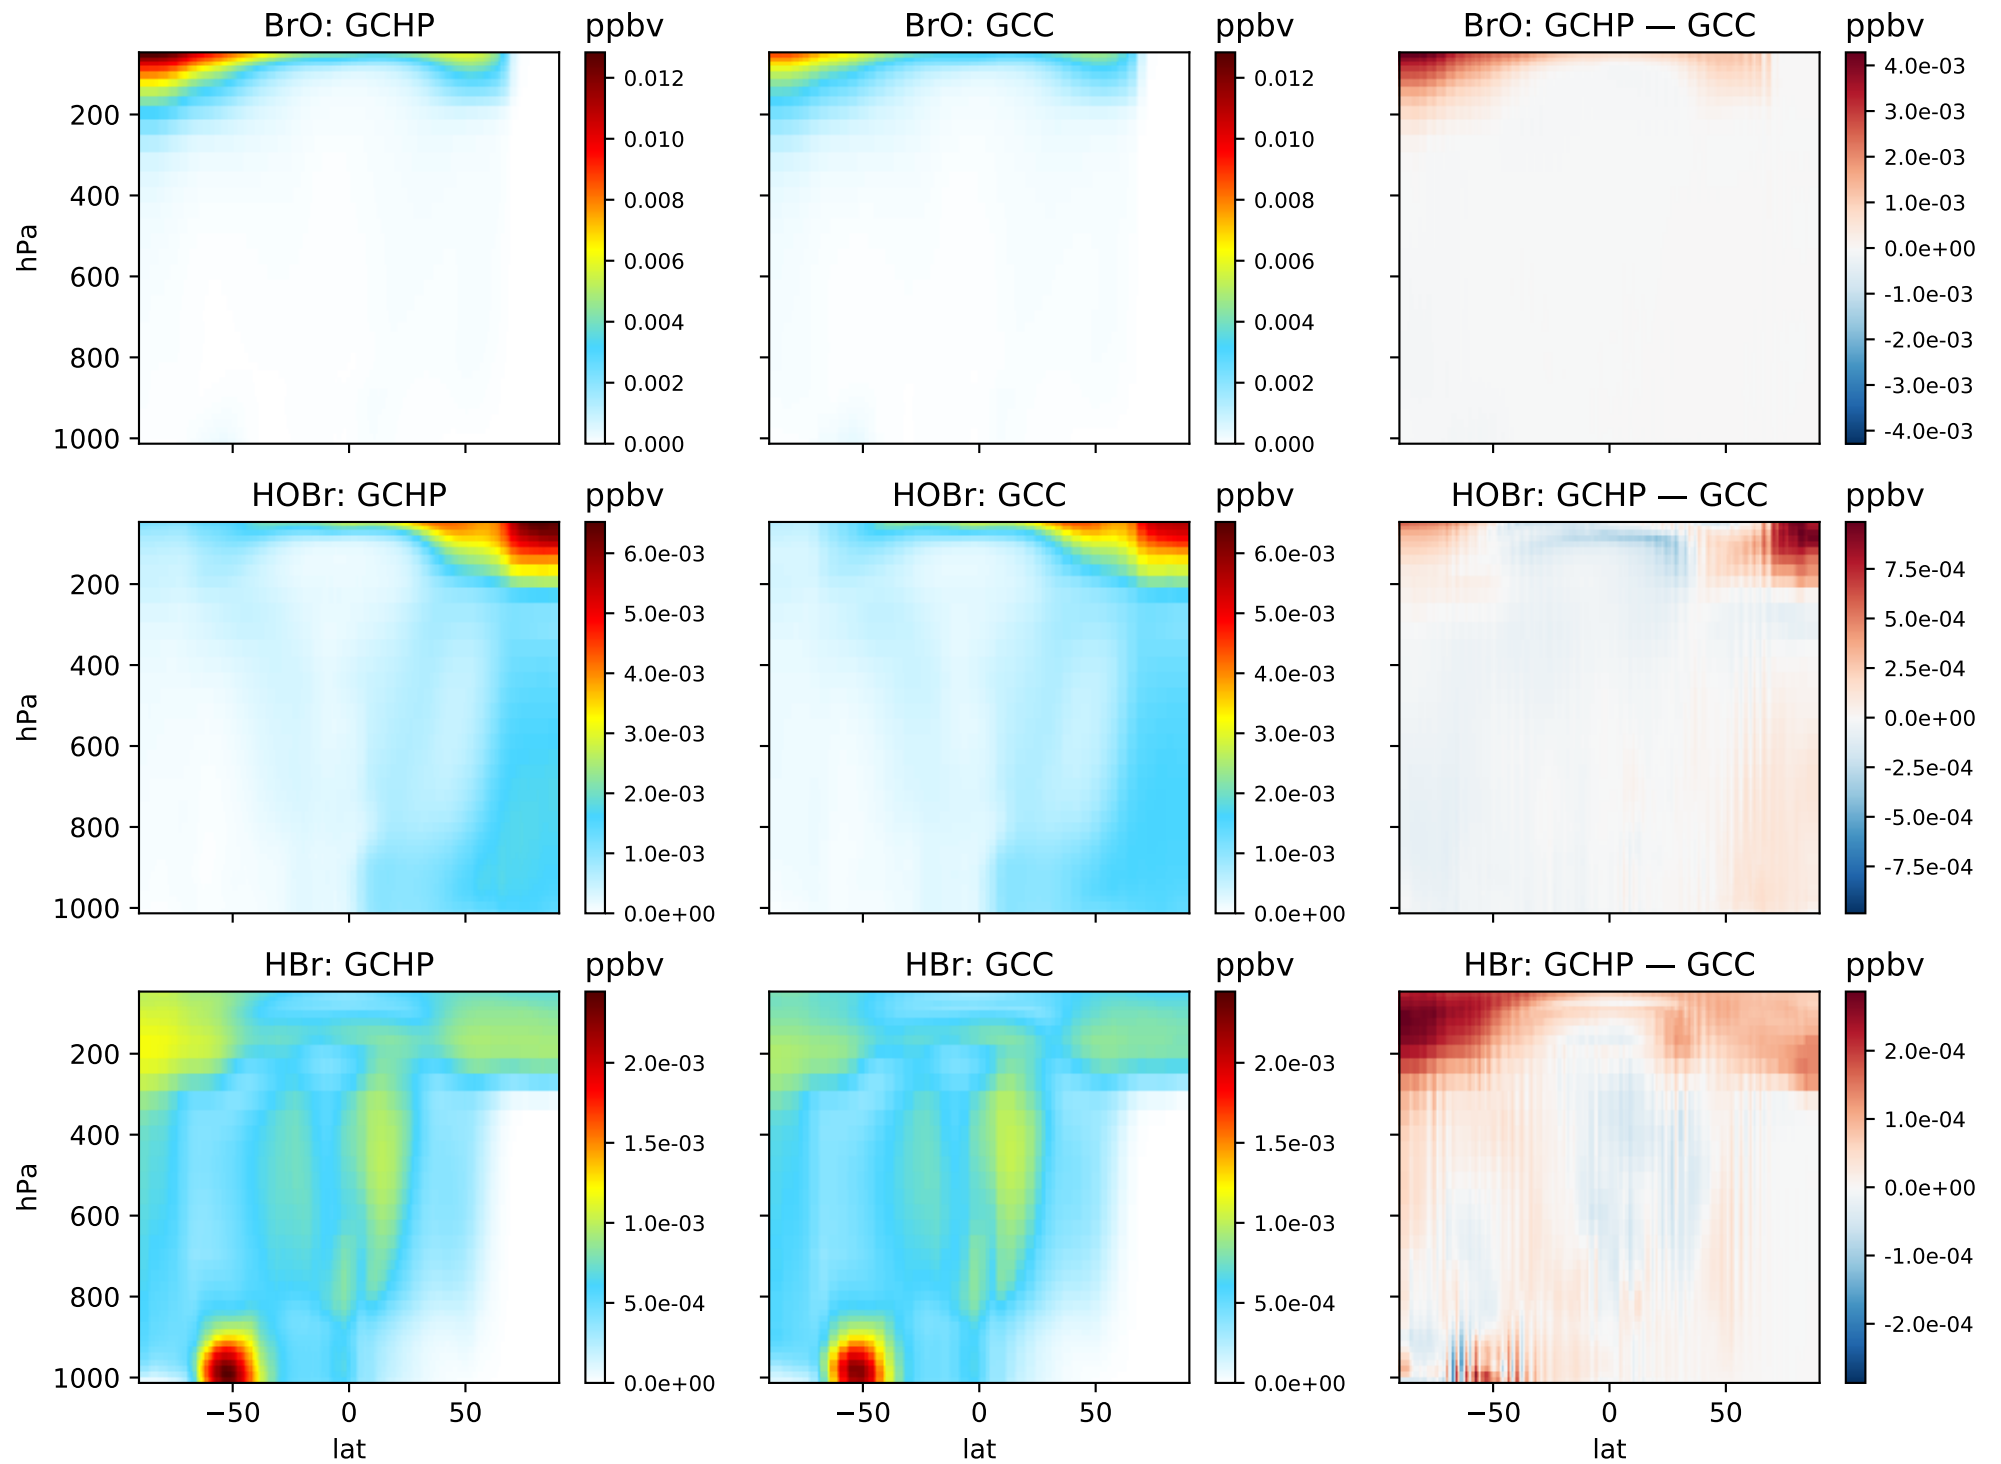 BrO: GCHP ppbv BrO: GCC ppbv BrO: GCHP — GCC ppbv
hPa
200
400
600
800
1000
0.012
0.010
0.008
0.006
0.004
0.002
0.000
0.012
0.010
0.008
0.006
0.004
0.002
0.000
4.0e-03
3.0e-03
2.0e-03
1.0e-03
0.0e+00
-1.0e-03
-2.0e-03
-3.0e-03
-4.0e-03
HOBr: GCHP ppbv HOBr: GCC ppbv HOBr: GCHP — GCC ppbv
hPa
200
400
600
800
1000
6.0e-03
5.0e-03
4.0e-03
3.0e-03
2.0e-03
1.0e-03
0.0e+00
6.0e-03
5.0e-03
4.0e-03
3.0e-03
2.0e-03
1.0e-03
0.0e+00
7.5e-04
5.0e-04
2.5e-04
0.0e+00
-2.5e-04
-5.0e-04
-7.5e-04
HBr: GCHP ppbv HBr: GCC ppbv HBr: GCHP — GCC ppbv
hPa
200
400
600
800
1000
2.0e-03
1.5e-03
1.0e-03
5.0e-04
0.0e+00
2.0e-03
1.5e-03
1.0e-03
5.0e-04
0.0e+00
2.0e-04
1.0e-04
0.0e+00
-1.0e-04
-2.0e-04
−50 0 50 −50 0 50 −50 0 50
lat lat lat